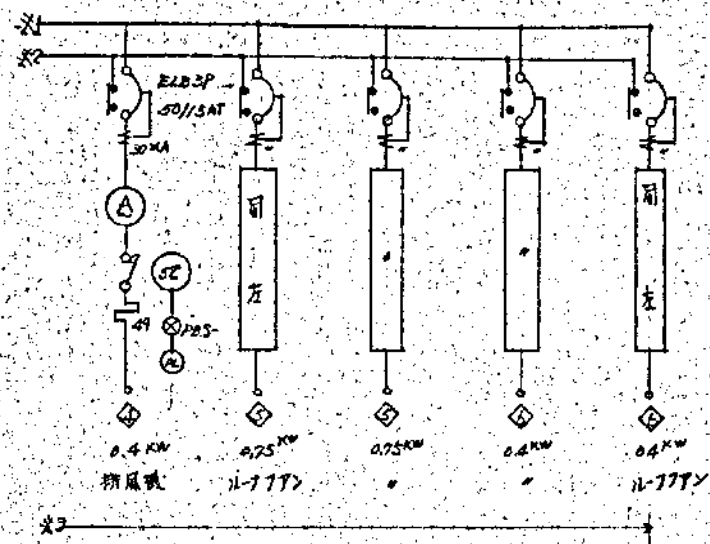 ELB3P
50/15AT
30mA
A
SC
49
PBS-
同
左
〃
〃
同
左
0.4KW
0.75KW
0.75KW
0.4KW
0.4KW
排風機
ルーフファン
〃
〃
ルーフファン